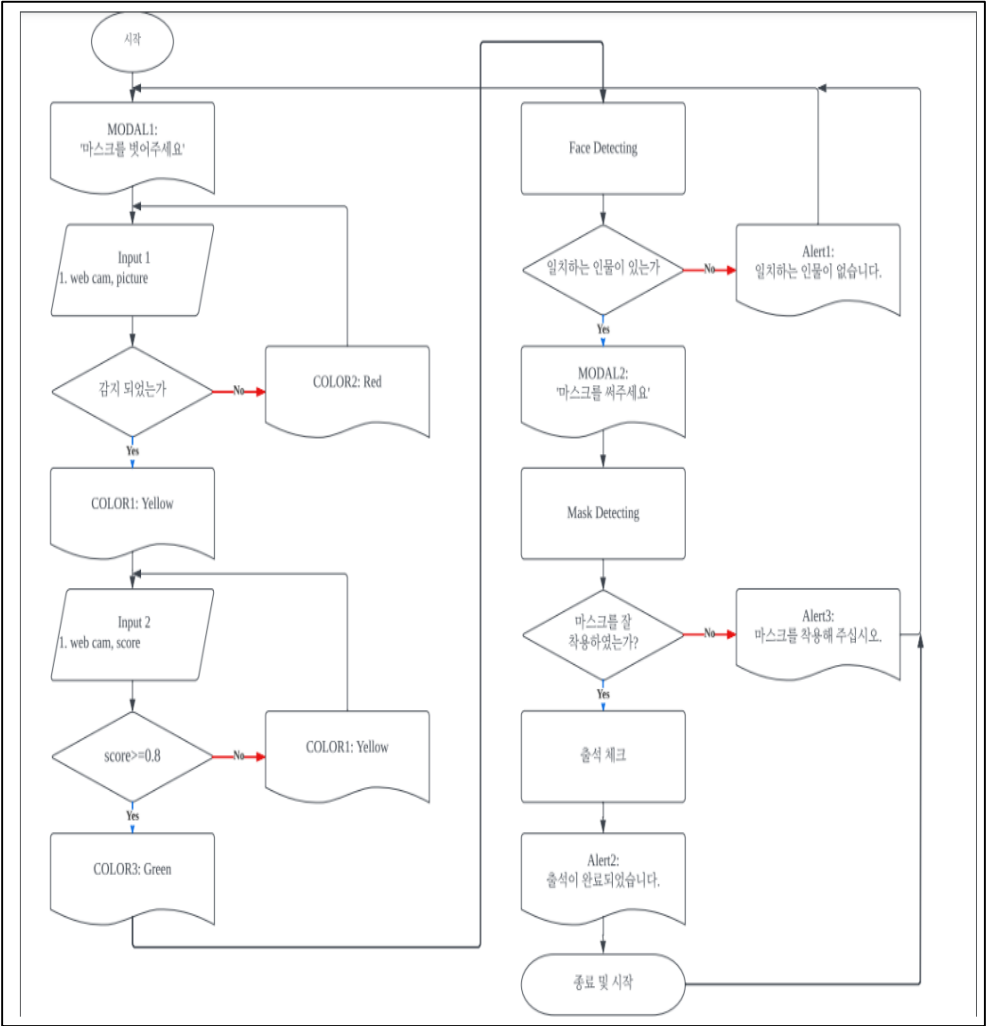 시작
MODAL1:
'마스크를 벗어주세요'
Input 1
1. web cam, picture
감지 되었는가
No
COLOR2: Red
Yes
COLOR1: Yellow
Input 2
1. web cam, score
score>=0.8
No
COLOR1: Yellow
Yes
COLOR3: Green
Face Detecting
일치하는 인물이 있는가
No
Alert1:
일치하는 인물이 없습니다.
Yes
MODAL2:
'마스크를 써주세요'
Mask Detecting
마스크를 잘
착용하였는가?
No
Alert3:
마스크를 착용해 주십시오.
Yes
출석 체크
Alert2:
출석이 완료되었습니다.
종료 및 시작